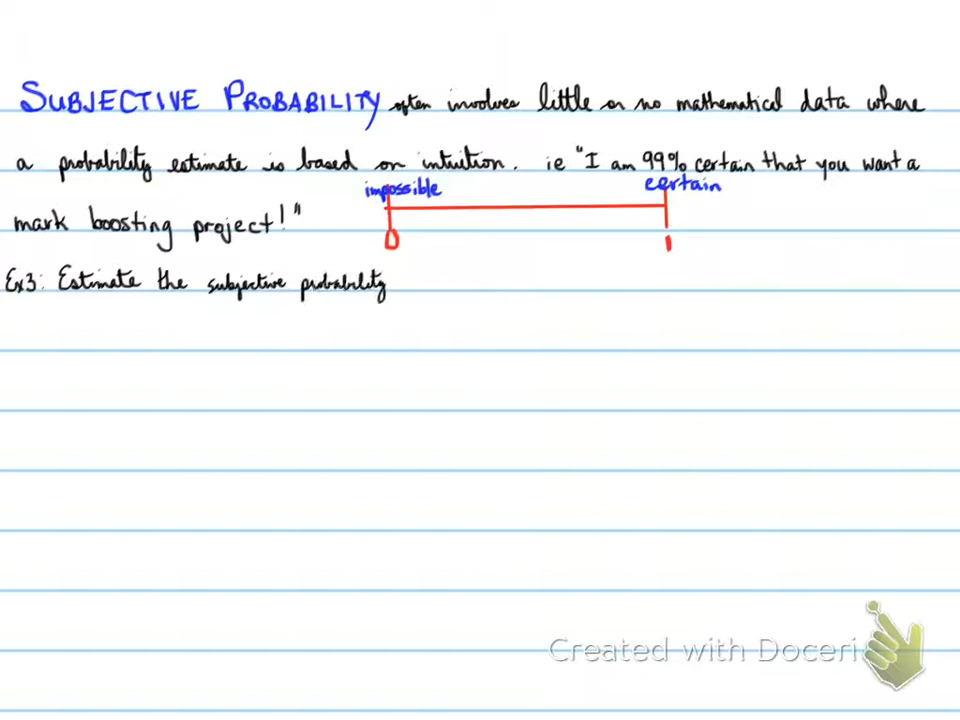 SUBJECTIVE PROBABILITY often involves little or no mathematical data where
a probability estimate is based on intuition. ie "I am 99% certain that you want a
impossible certain
mark boosting project!"
0 1
Ex3: Estimate the subjective probability
Created with Doceri